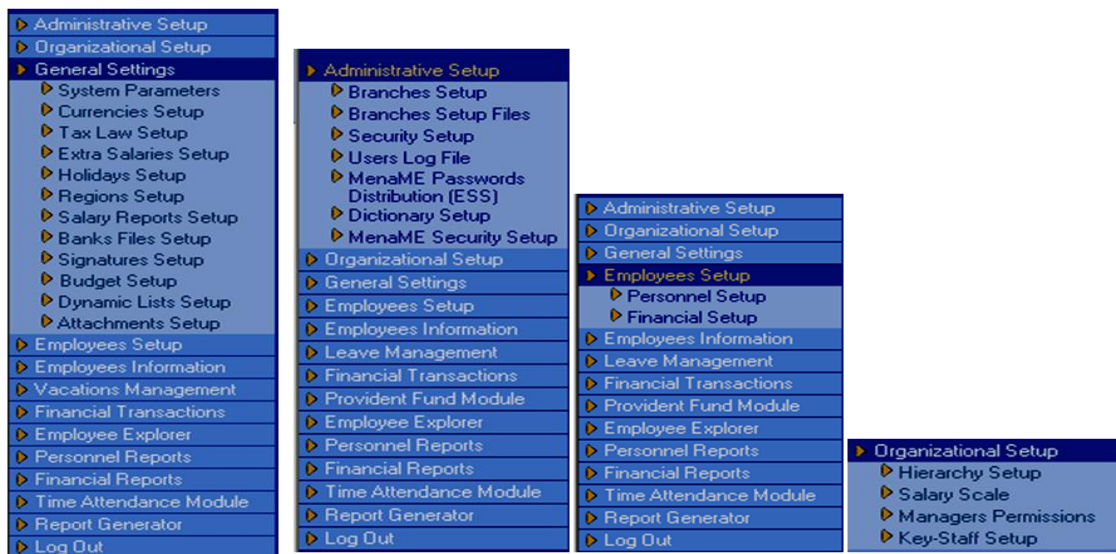 Administrative Setup
Organizational Setup
General Settings
System Parameters
Currencies Setup
Tax Law Setup
Extra Salaries Setup
Holidays Setup
Regions Setup
Salary Reports Setup
Banks Files Setup
Signatures Setup
Budget Setup
Dynamic Lists Setup
Attachments Setup
Employees Setup
Employees Information
Vacations Management
Financial Transactions
Employee Explorer
Personnel Reports
Financial Reports
Time Attendance Module
Report Generator
Log Out
Administrative Setup
Branches Setup
Branches Setup Files
Security Setup
Users Log File
MenaME Passwords
Distribution (ESS)
Dictionary Setup
MenaME Security Setup
Organizational Setup
General Settings
Employees Setup
Employees Information
Leave Management
Financial Transactions
Provident Fund Module
Employee Explorer
Personnel Reports
Financial Reports
Time Attendance Module
Report Generator
Log Out
Administrative Setup
Organizational Setup
General Settings
Employees Setup
Personnel Setup
Financial Setup
Employees Information
Leave Management
Financial Transactions
Provident Fund Module
Employee Explorer
Personnel Reports
Financial Reports
Time Attendance Module
Report Generator
Log Out
Organizational Setup
Hierarchy Setup
Salary Scale
Managers Permissions
Key-Staff Setup